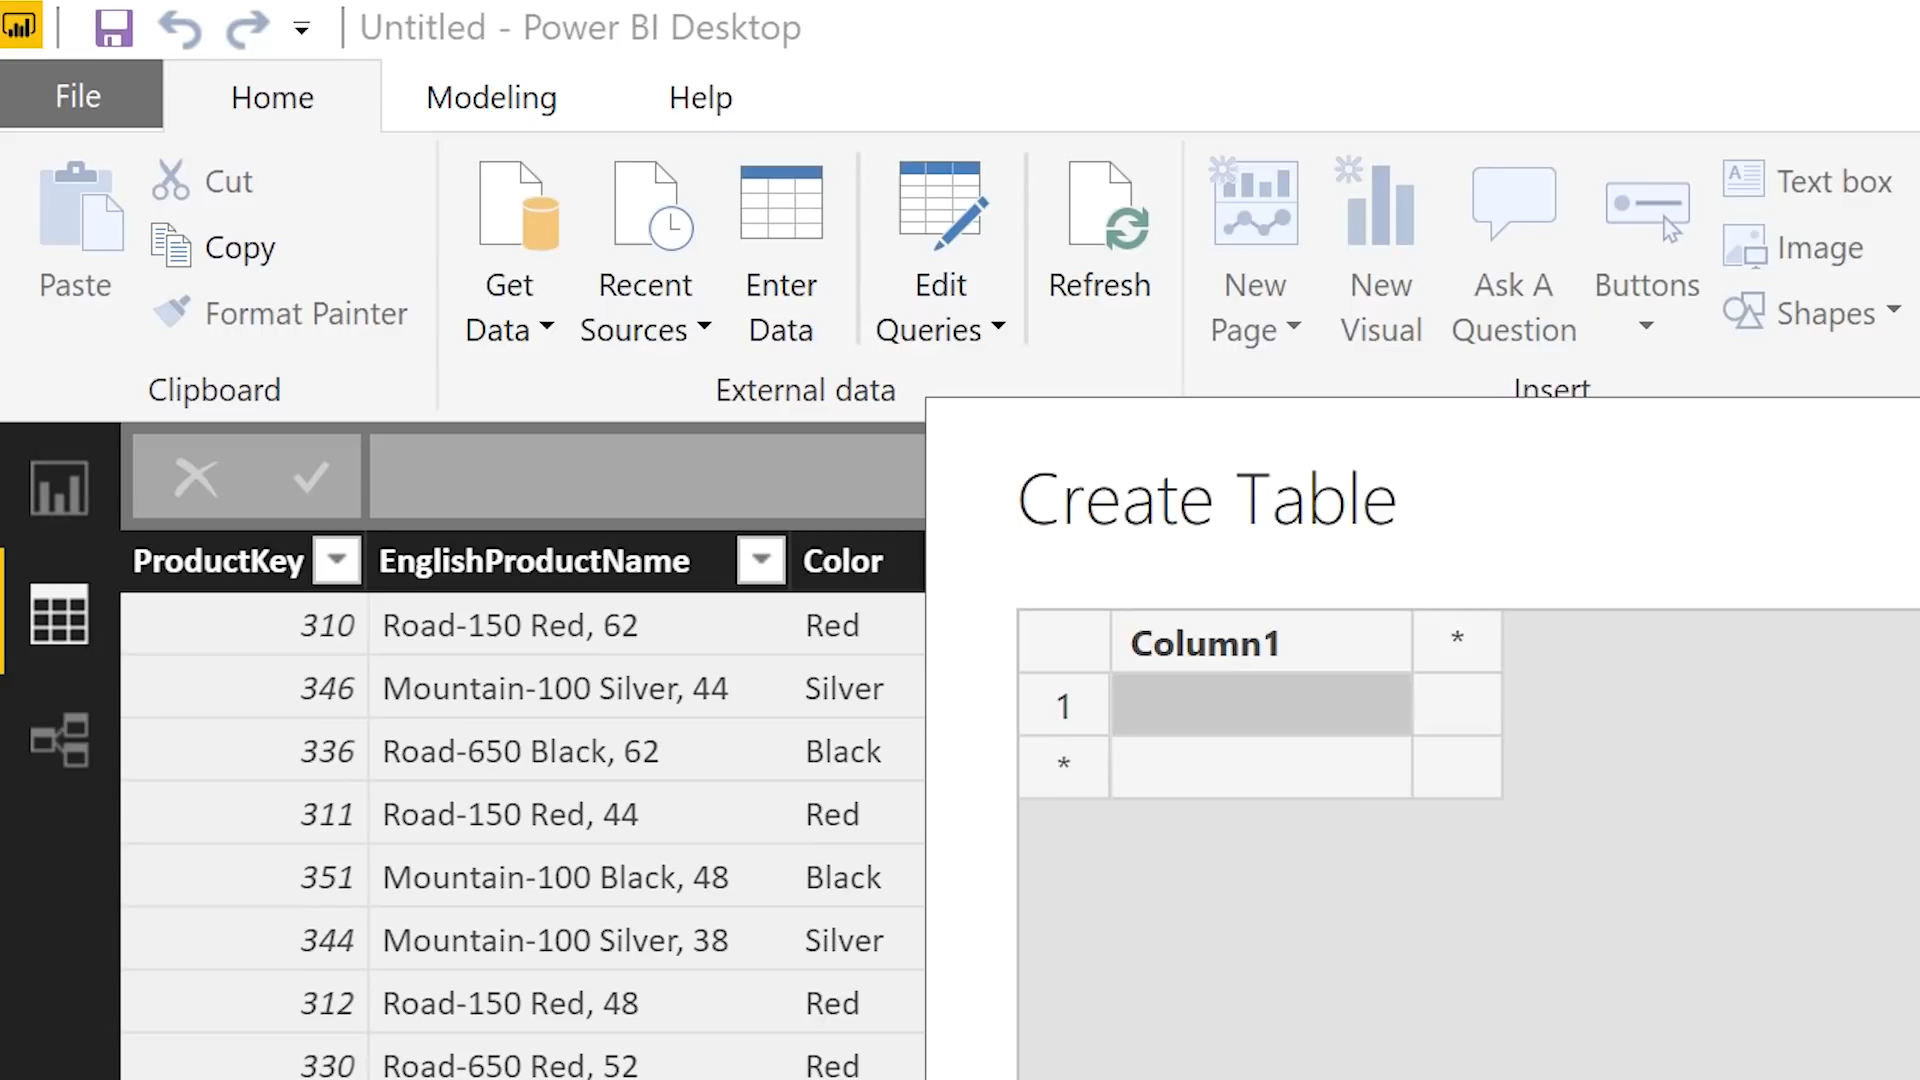 Untitled - Power BI Desktop
File
Home
Modeling
Help
Paste
Cut
Copy
Format Painter
Clipboard
Get
Data
Recent
Sources
Enter
Data
Edit
Queries
Refresh
External data
New
Page
New
Visual
Ask A
Question
Buttons
A
Text box
Image
Shapes
Insert
ProductKey EnglishProductName Color
310 Road-150 Red, 62 Red
346 Mountain-100 Silver, 44 Silver
336 Road-650 Black, 62 Black
311 Road-150 Red, 44 Red
351 Mountain-100 Black, 48 Black
344 Mountain-100 Silver, 38 Silver
312 Road-150 Red, 48 Red
330 Road-650 Red, 52 Red
Create Table
Column1 *
1
*